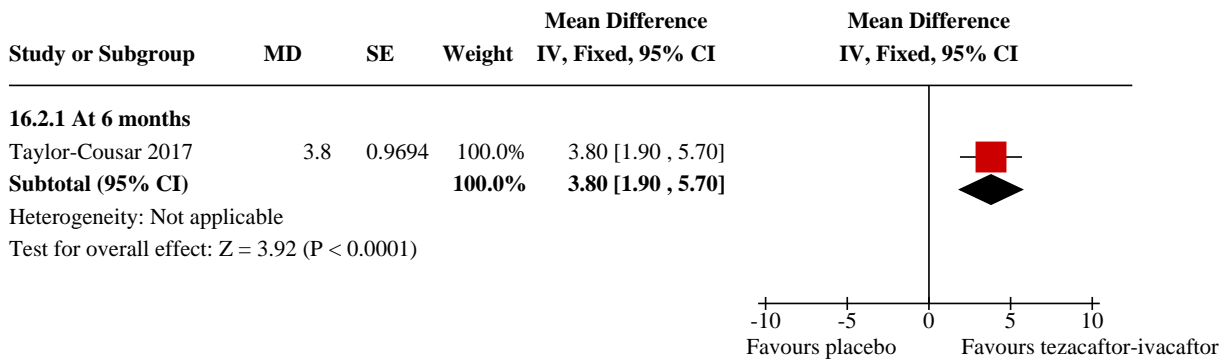 Mean Difference Mean Difference
Study or Subgroup MD SE Weight IV, Fixed, 95% CI IV, Fixed, 95% CI
16.2.1 At 6 months
Taylor-Cousar 2017 3.8 0.9694 100.0% 3.80 [1.90 , 5.70]
Subtotal (95% CI) 100.0% 3.80 [1.90 , 5.70]
Heterogeneity: Not applicable
Test for overall effect: Z = 3.92 (P < 0.0001)
-10 -5 0 5 10
Favours placebo Favours tezacaftor-ivacaftor